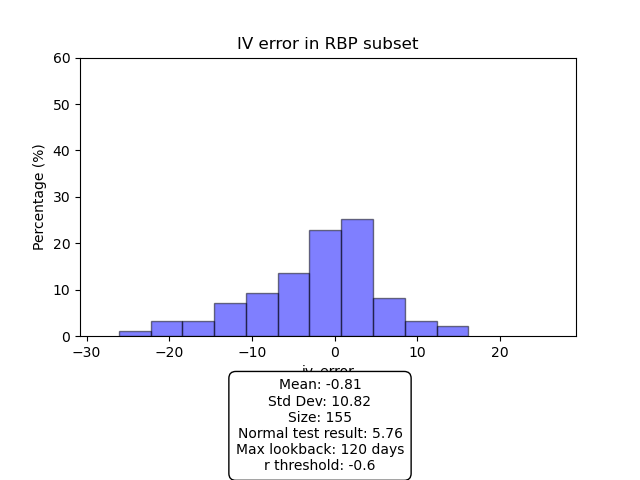 IV error in RBP subset
Percentage (%)
60
50
40
30
20
10
0
−30 −20 −10 0 10 20
iv_error
Mean: -0.81
Std Dev: 10.82
Size: 155
Normal test result: 5.76
Max lookback: 120 days
r threshold: -0.6